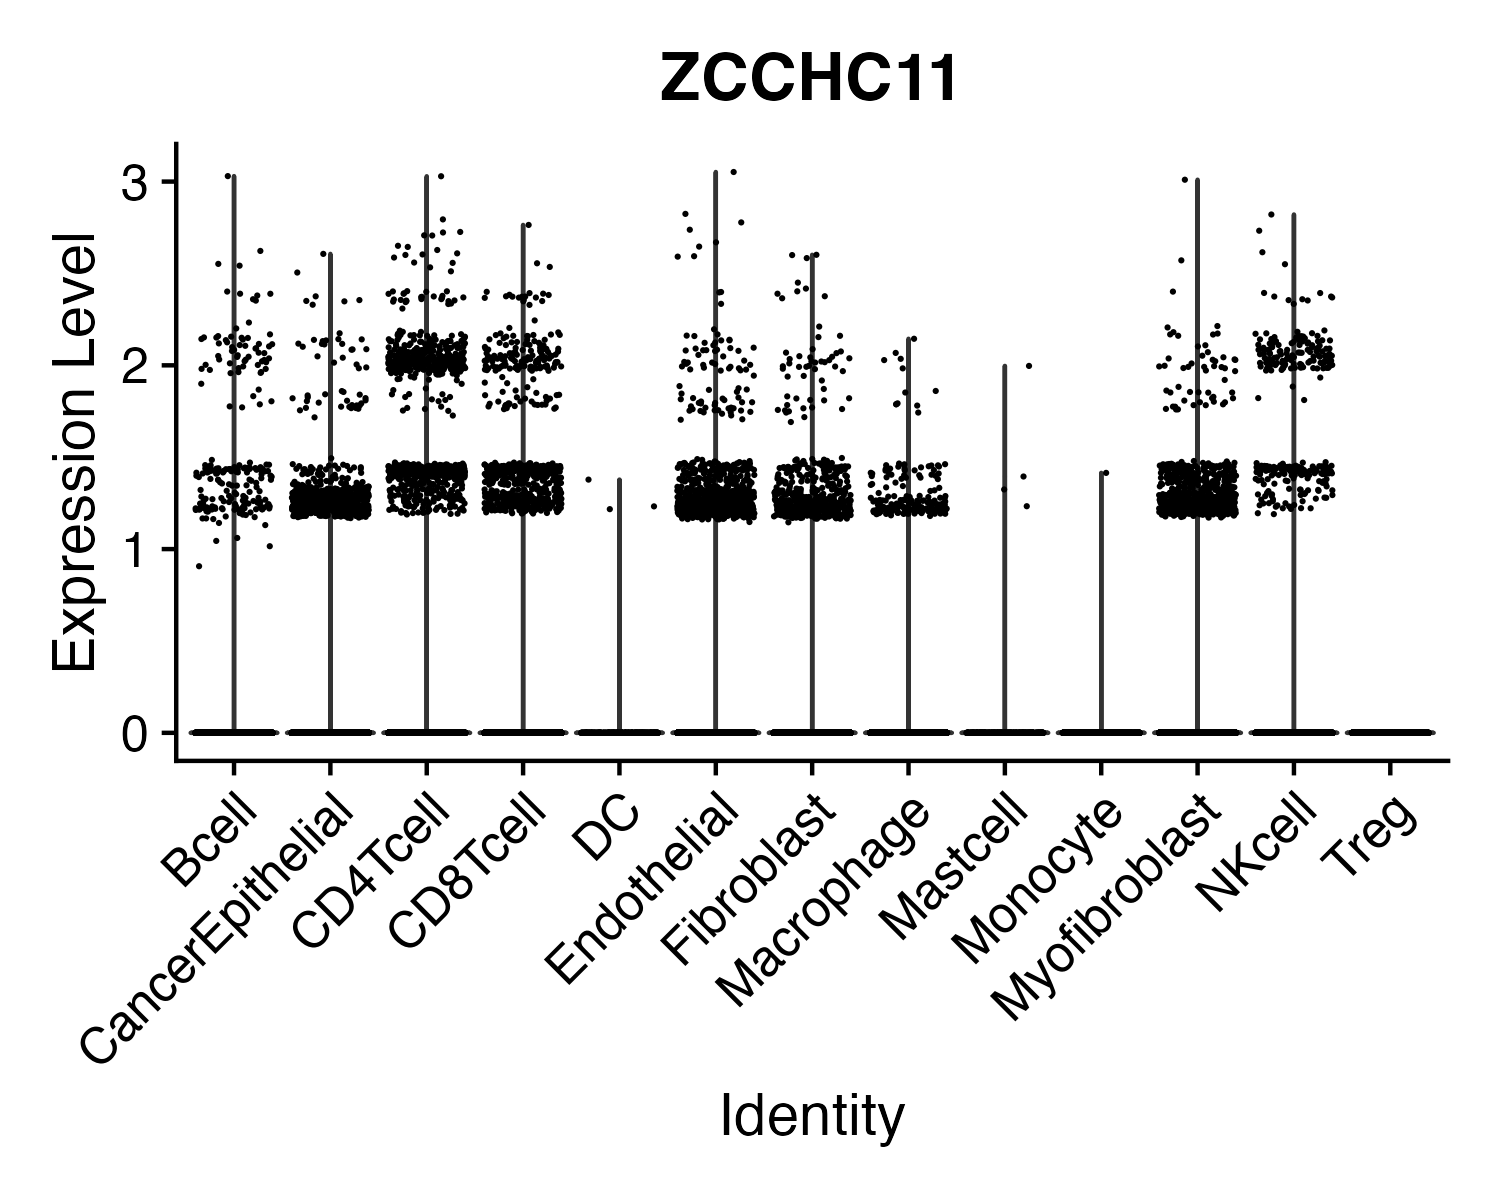 ZCCHC11
Expression Level
3
2
1
0
Bcell
CancerEpithelial
CD4Tcell
CD8Tcell
DC
Endothelial
Fibroblast
Macrophage
Mastcell
Monocyte
Myofibroblast
NKcell
Treg
Identity